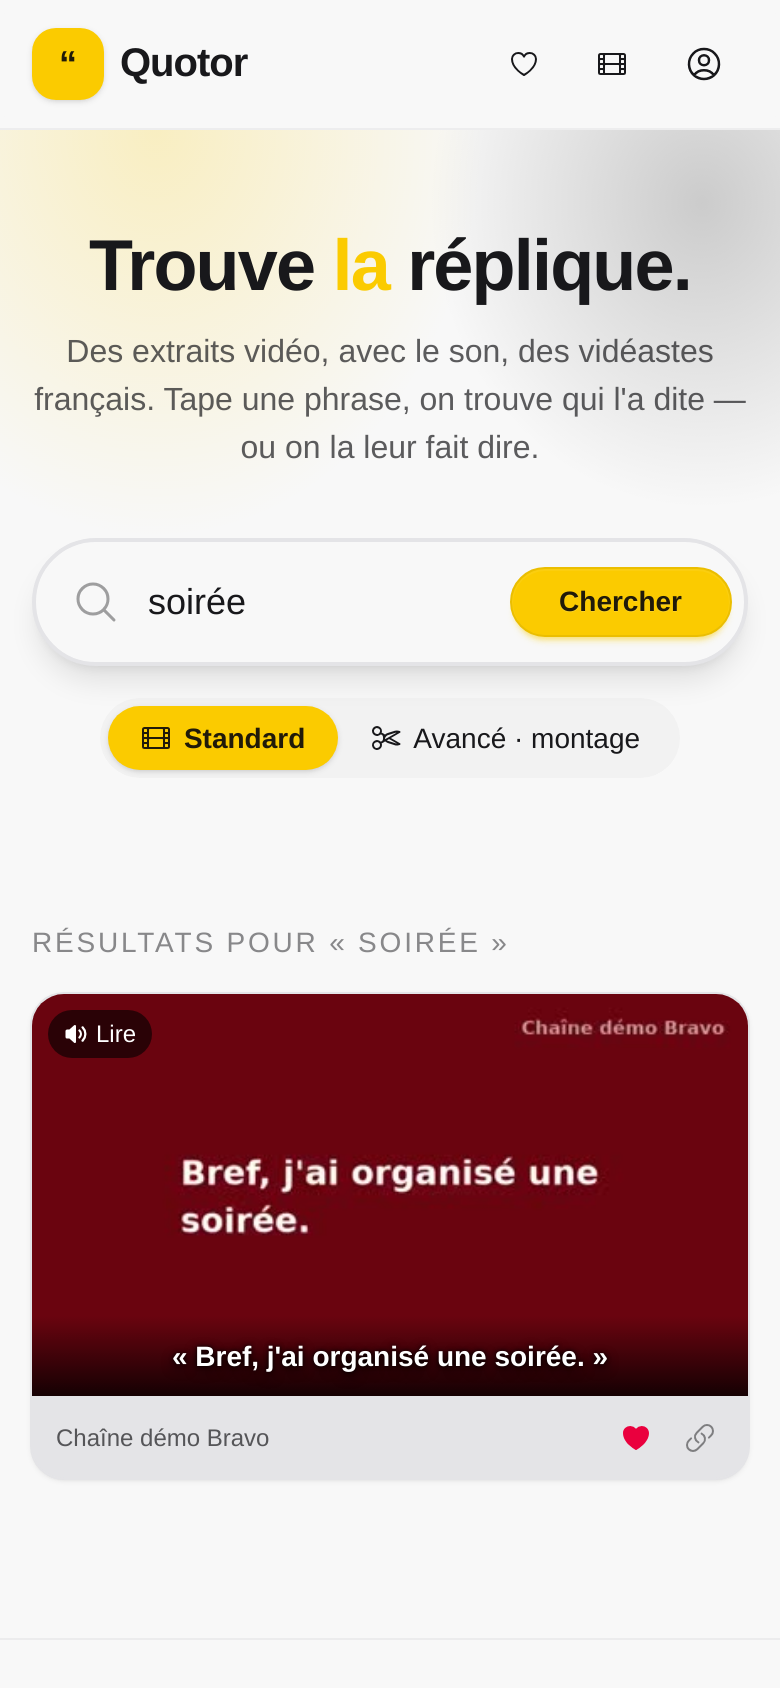 “ Quotor
Trouve la réplique.
Des extraits vidéo, avec le son, des vidéastes
français. Tape une phrase, on trouve qui l'a dite —
ou on la leur fait dire.
soirée
Chercher
Standard
Avancé · montage
RÉSULTATS POUR « SOIRÉE »
Lire
Chaîne démo Bravo
Bref, j'ai organisé une
soirée.
« Bref, j'ai organisé une soirée. »
Chaîne démo Bravo